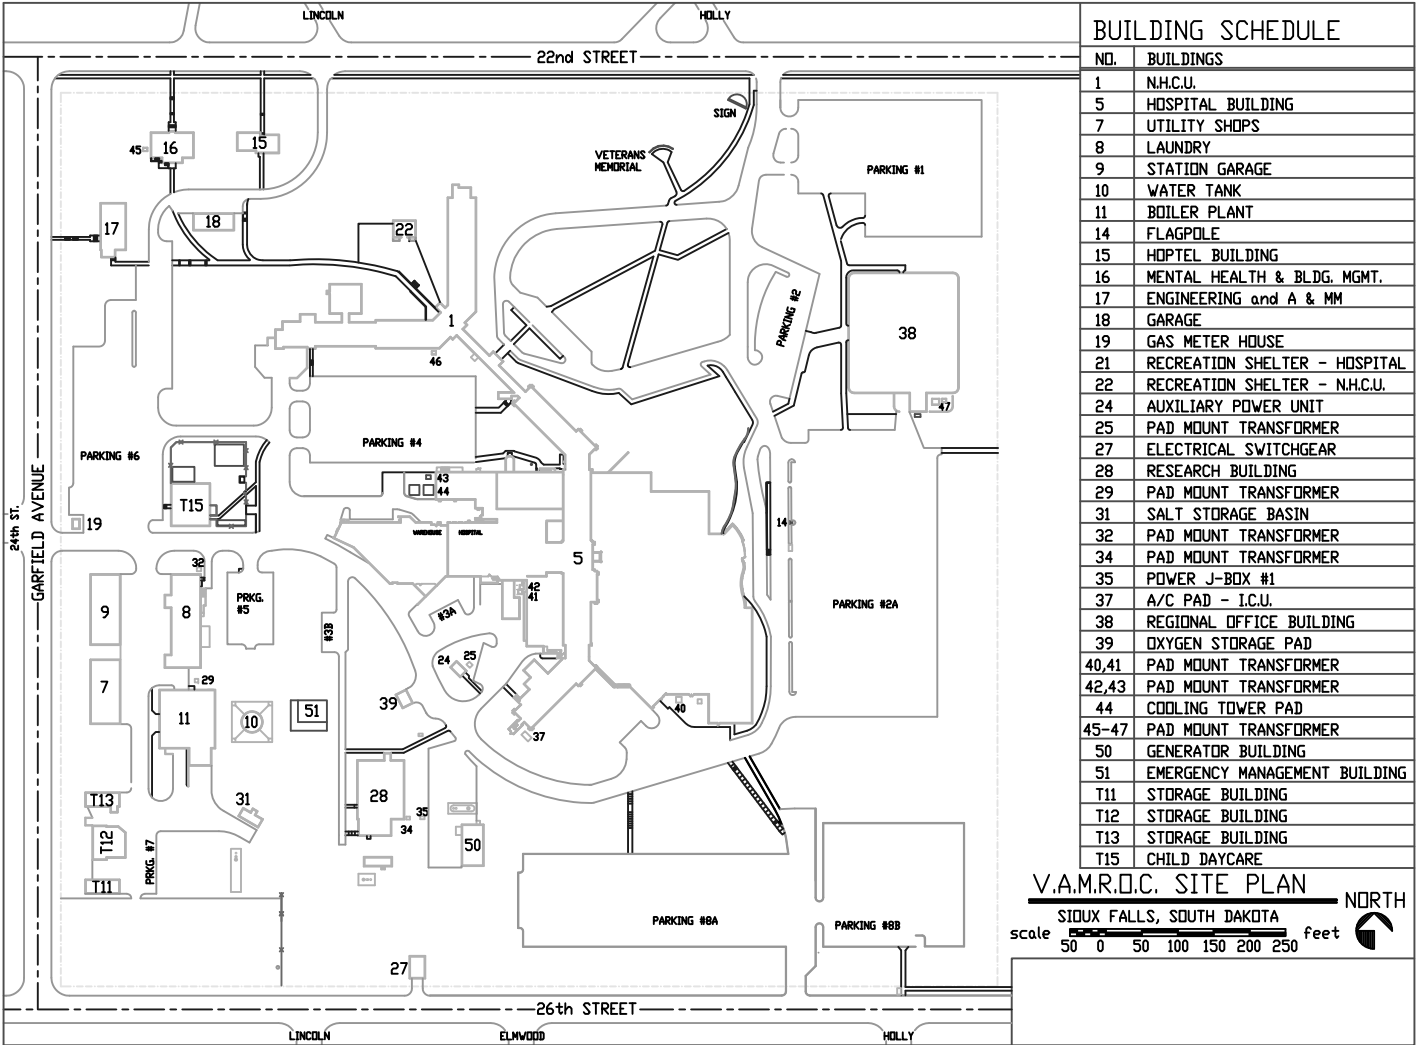 LINCOLN
HOLLY
22nd STREET
SIGN
VETERANS
MEMORIAL
PARKING #1
45
16
15
17
18
22
1
46
PARKING #2
38
47
PARKING #4
PARKING #6
43
44
T15
19
24th ST.
GARFIELD AVENUE
WAREHOUSE
HOSPITAL
14
5
32
42
41
PRKG.
#5
#3A
#3B
PARKING #2A
9
8
7
29
24
25
39
11
10
51
40
37
T13
31
28
35
34
50
T12
PRKG. #7
T11
PARKING #8A
PARKING #8B
27
26th STREET
LINCOLN
ELMWOOD
HOLLY
BUILDING SCHEDULE
NO. BUILDINGS
1 N.H.C.U.
5 HOSPITAL BUILDING
7 UTILITY SHOPS
8 LAUNDRY
9 STATION GARAGE
10 WATER TANK
11 BOILER PLANT
14 FLAGPOLE
15 HOPTEL BUILDING
16 MENTAL HEALTH & BLDG. MGMT.
17 ENGINEERING and A & MM
18 GARAGE
19 GAS METER HOUSE
21 RECREATION SHELTER - HOSPITAL
22 RECREATION SHELTER - N.H.C.U.
24 AUXILIARY POWER UNIT
25 PAD MOUNT TRANSFORMER
27 ELECTRICAL SWITCHGEAR
28 RESEARCH BUILDING
29 PAD MOUNT TRANSFORMER
31 SALT STORAGE BASIN
32 PAD MOUNT TRANSFORMER
34 PAD MOUNT TRANSFORMER
35 POWER J-BOX #1
37 A/C PAD - I.C.U.
38 REGIONAL OFFICE BUILDING
39 OXYGEN STORAGE PAD
40,41 PAD MOUNT TRANSFORMER
42,43 PAD MOUNT TRANSFORMER
44 COOLING TOWER PAD
45-47 PAD MOUNT TRANSFORMER
50 GENERATOR BUILDING
51 EMERGENCY MANAGEMENT BUILDING
T11 STORAGE BUILDING
T12 STORAGE BUILDING
T13 STORAGE BUILDING
T15 CHILD DAYCARE
V.A.M.R.O.C. SITE PLAN
SIOUX FALLS, SOUTH DAKOTA
NORTH
scale feet
50 0 50 100 150 200 250